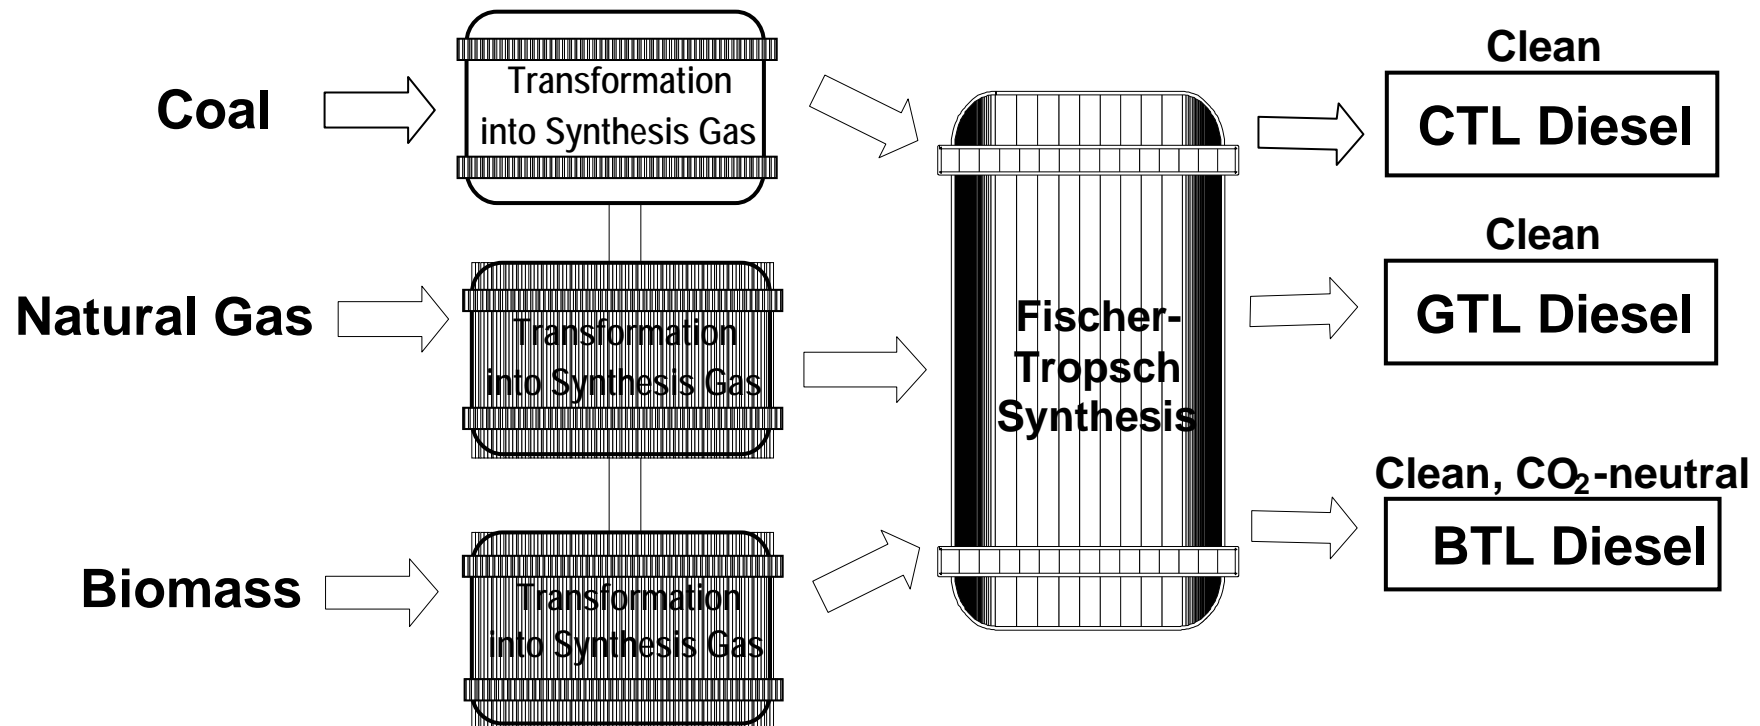 Coal
Transformation
into Synthesis Gas
Natural Gas
Transformation
into Synthesis Gas
Biomass
Transformation
into Synthesis Gas
Fischer-
Tropsch
Synthesis
Clean
CTL Diesel
Clean
GTL Diesel
Clean, CO₂-neutral
BTL Diesel